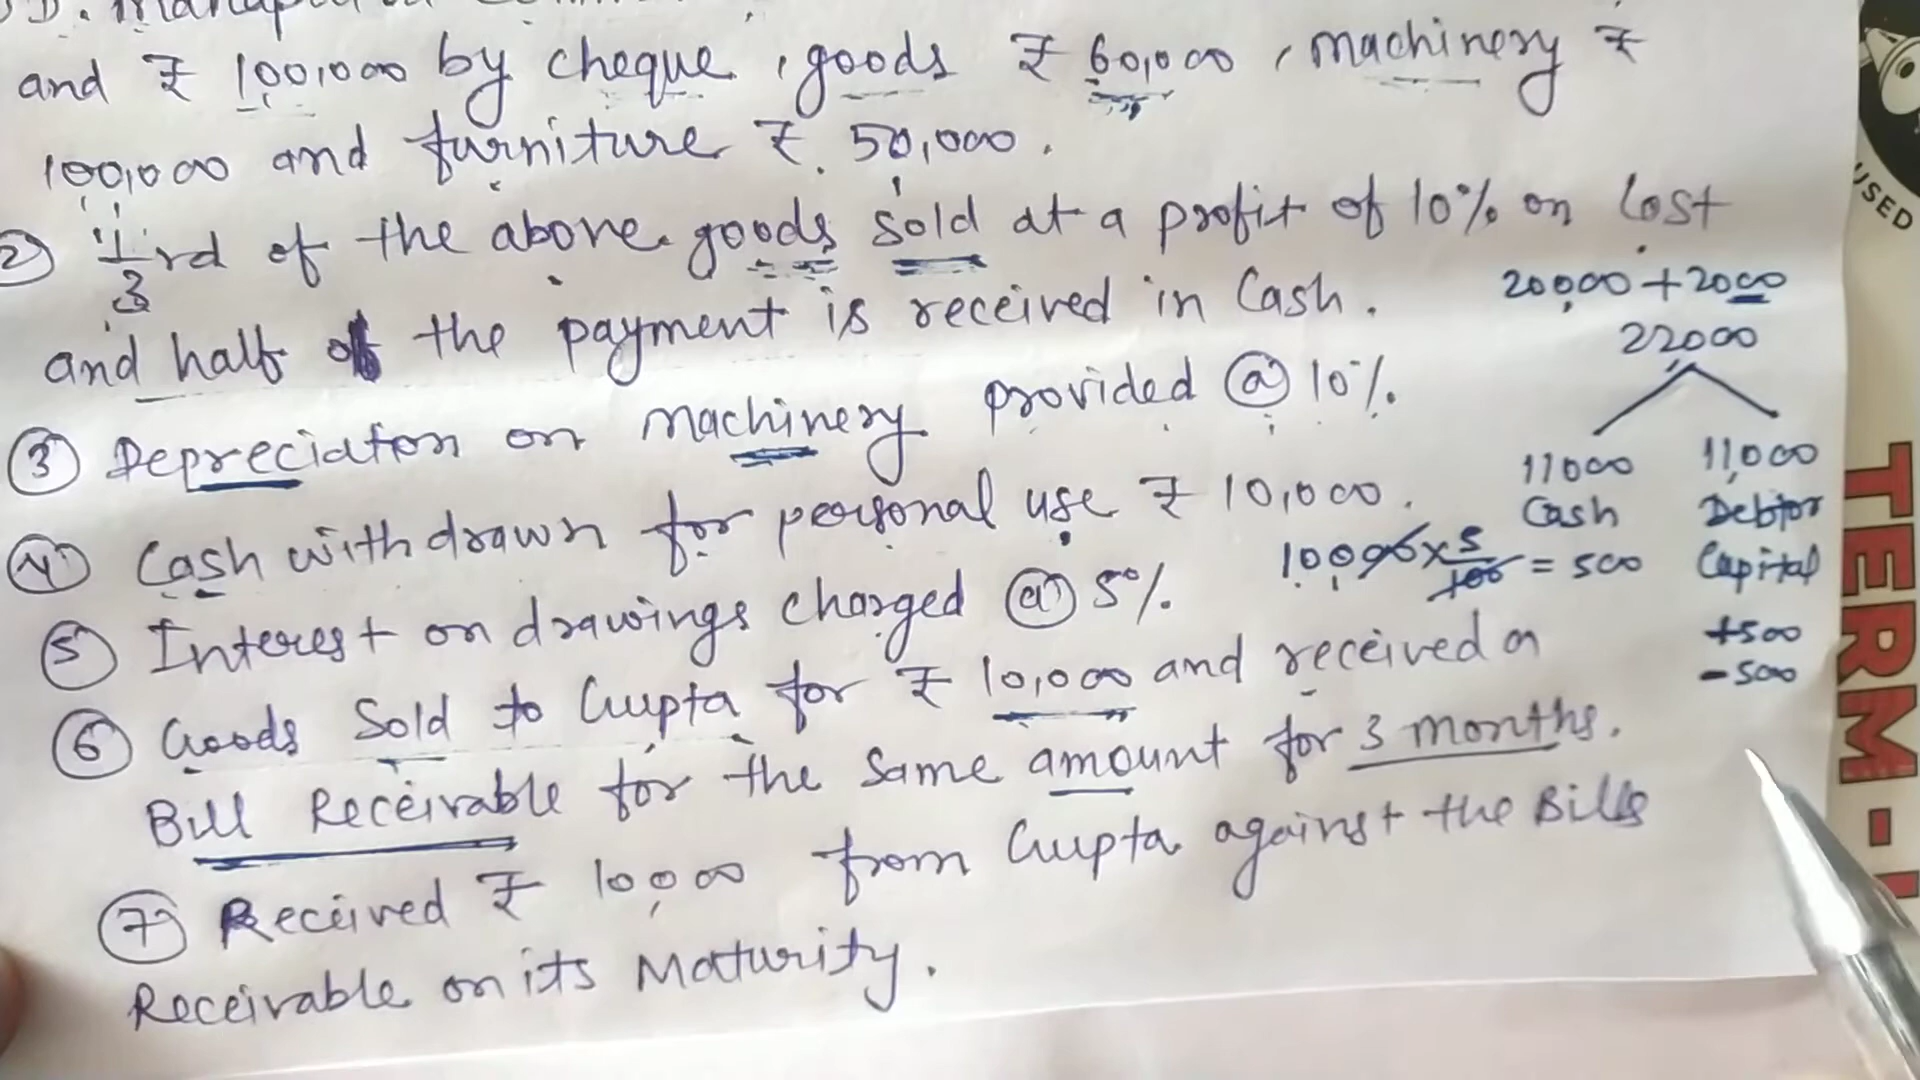 and ₹ 100,000 by cheque, goods ₹ 60,000, machinery ₹
100,000 and furniture ₹. 50,000.
② 1/3 rd of the above goods sold at a profit of 10% on Cost
20,000 + 2000
and half of the payment is received in Cash.
22000
③ Depreciation on Machinery provided @ 10%.
11000 11,000
Cash Debtor
④ Cash withdrawn for personal use ₹ 10,000.
10,000 x 5/100 = 500 Capital
⑤ Interest on drawings charged @ 5%.
+500
-500
⑥ Goods Sold to Gupta for ₹ 10,000 and received a
Bill Receivable for the same amount for 3 months.
⑦ Received ₹ 10,000 from Gupta against the Bills
Receivable on its Maturity.
USED
TERM-I